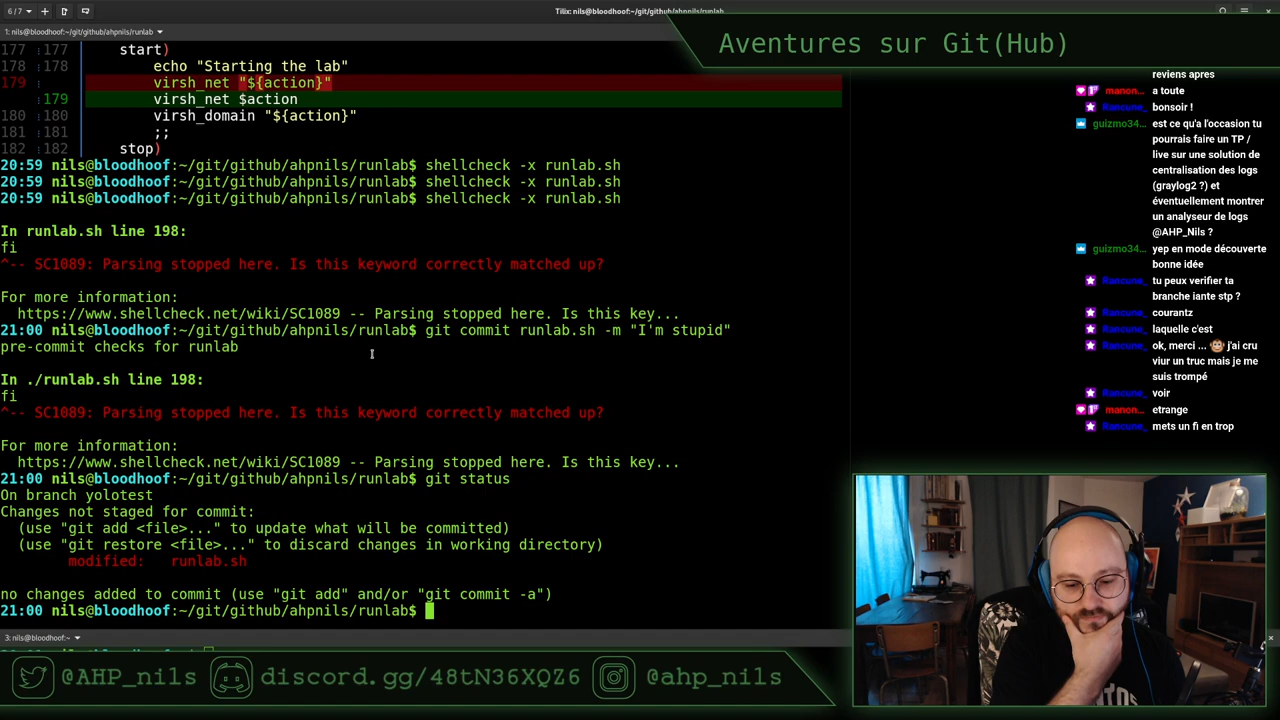 6 / 7
Tilix: nils@bloodhoof:~/git/github/ahpnils/runlab
1: nils@bloodhoof:~/git/github/ahpnils/runlab
Aventures sur Git(Hub)
177 177 start)
178 178 echo "Starting the lab"
179 virsh_net "${action}"
179 virsh_net $action
180 180 virsh_domain "${action}"
181 181 ;;
182 182 stop)
20:59 nils@bloodhoof:~/git/github/ahpnils/runlab$ shellcheck -x runlab.sh
20:59 nils@bloodhoof:~/git/github/ahpnils/runlab$ shellcheck -x runlab.sh
20:59 nils@bloodhoof:~/git/github/ahpnils/runlab$ shellcheck -x runlab.sh
In runlab.sh line 198:
fi
^-- SC1089: Parsing stopped here. Is this keyword correctly matched up?
For more information:
https://www.shellcheck.net/wiki/SC1089 -- Parsing stopped here. Is this key...
21:00 nils@bloodhoof:~/git/github/ahpnils/runlab$ git commit runlab.sh -m "I'm stupid"
pre-commit checks for runlab
In ./runlab.sh line 198:
fi
^-- SC1089: Parsing stopped here. Is this keyword correctly matched up?
For more information:
https://www.shellcheck.net/wiki/SC1089 -- Parsing stopped here. Is this key...
21:00 nils@bloodhoof:~/git/github/ahpnils/runlab$ git status
On branch yolotest
Changes not staged for commit:
(use "git add <file>..." to update what will be committed)
(use "git restore <file>..." to discard changes in working directory)
modified: runlab.sh
no changes added to commit (use "git add" and/or "git commit -a")
21:00 nils@bloodhoof:~/git/github/ahpnils/runlab$
3: nils@bloodhoof:~
reviens apres
manon... a toute
Rancune_ bonsoir !
guizmo34... est ce qu'a l'occasion tu
pourrais faire un TP /
live sur une solution de
centralisation des logs
(graylog2 ?) et
éventuellement montrer
un analyseur de logs
@AHP_Nils ?
guizmo34... yep en mode découverte
bonne idée
Rancune_ tu peux verifier ta
branche iante stp ?
Rancune_ courantz
Rancune_ laquelle c'est
Rancune_ ok, merci ... j'ai cru
viur un truc mais je me
suis trompé
Rancune_ voir
manon... etrange
Rancune_ mets un fi en trop
@AHP_nils
discord.gg/48tN36XQZ6
@ahp_nils